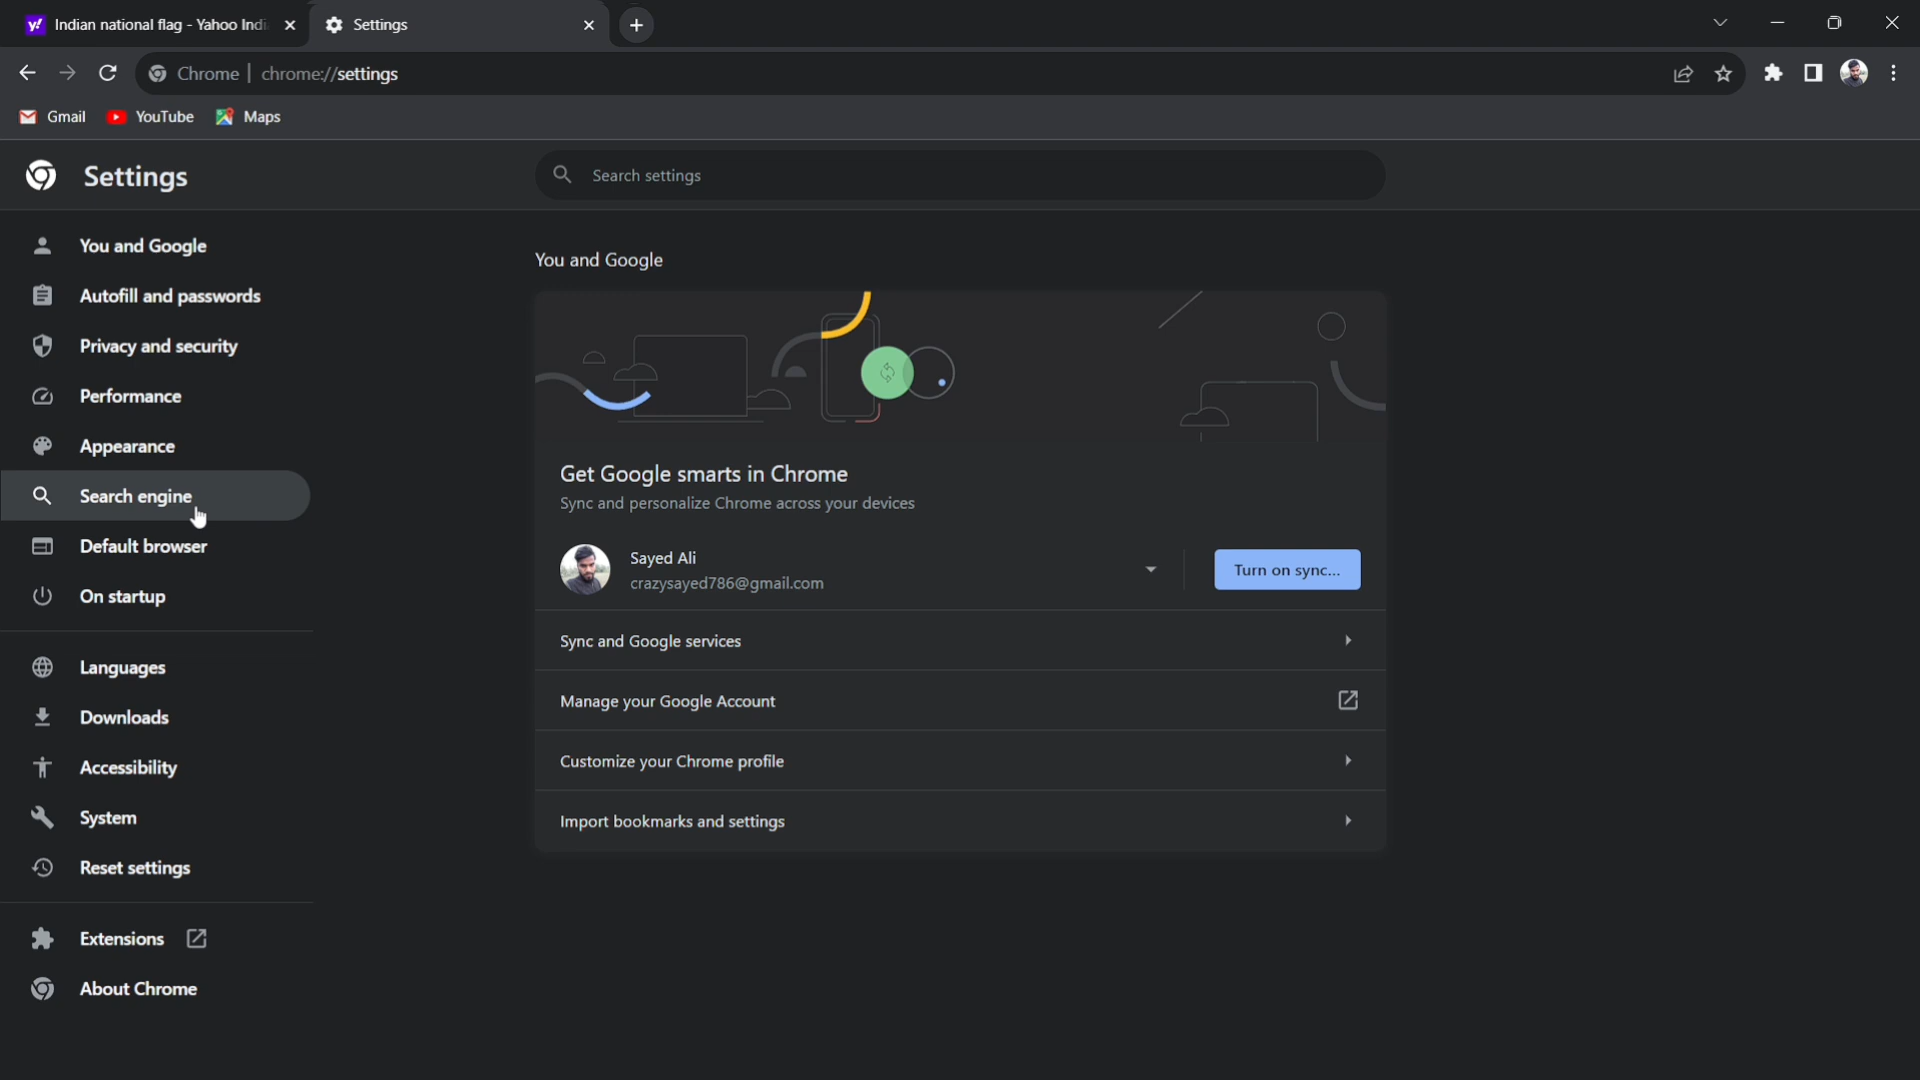 Indian national flag - Yahoo Indi
Settings
Chrome | chrome://settings
Gmail
YouTube
Maps
Settings
Search settings
You and Google
Autofill and passwords
Privacy and security
Performance
Appearance
Search engine
Default browser
On startup
Languages
Downloads
Accessibility
System
Reset settings
Extensions
About Chrome
You and Google
Get Google smarts in Chrome
Sync and personalize Chrome across your devices
Sayed Ali
crazysayed786@gmail.com
Turn on sync...
Sync and Google services
Manage your Google Account
Customize your Chrome profile
Import bookmarks and settings